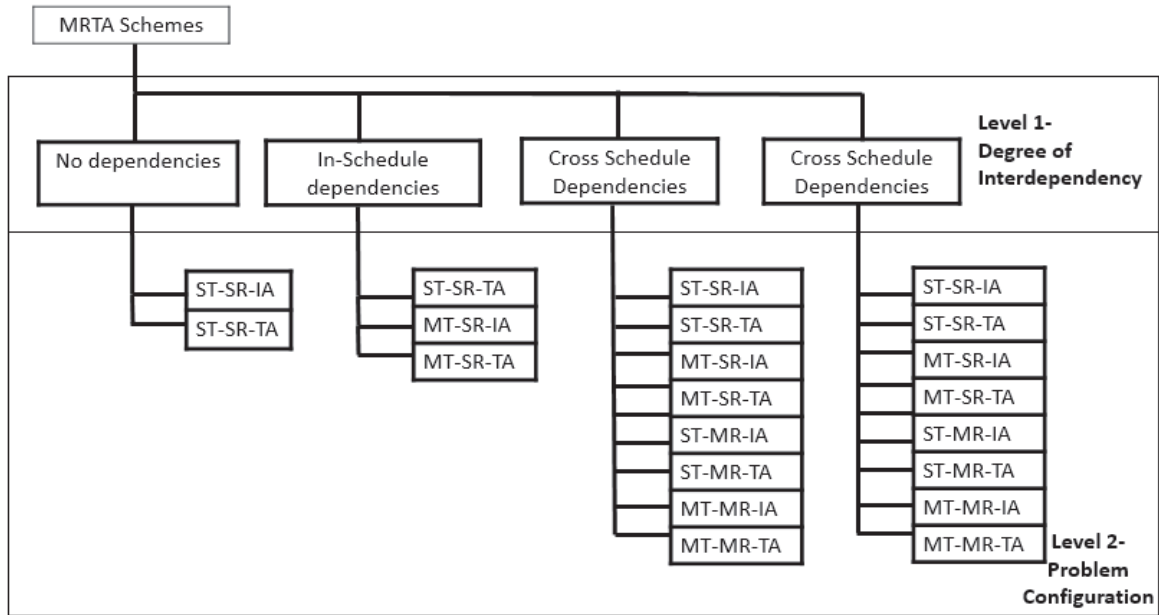 MRTA Schemes
Level 1-
Degree of
Interdependency
No dependencies
In-Schedule
dependencies
Cross Schedule
Dependencies
Cross Schedule
Dependencies
ST-SR-IA
ST-SR-TA
ST-SR-TA
MT-SR-IA
MT-SR-TA
ST-SR-IA
ST-SR-TA
MT-SR-IA
MT-SR-TA
ST-MR-IA
ST-MR-TA
MT-MR-IA
MT-MR-TA
ST-SR-IA
ST-SR-TA
MT-SR-IA
MT-SR-TA
ST-MR-IA
ST-MR-TA
MT-MR-IA
MT-MR-TA
Level 2-
Problem
Configuration